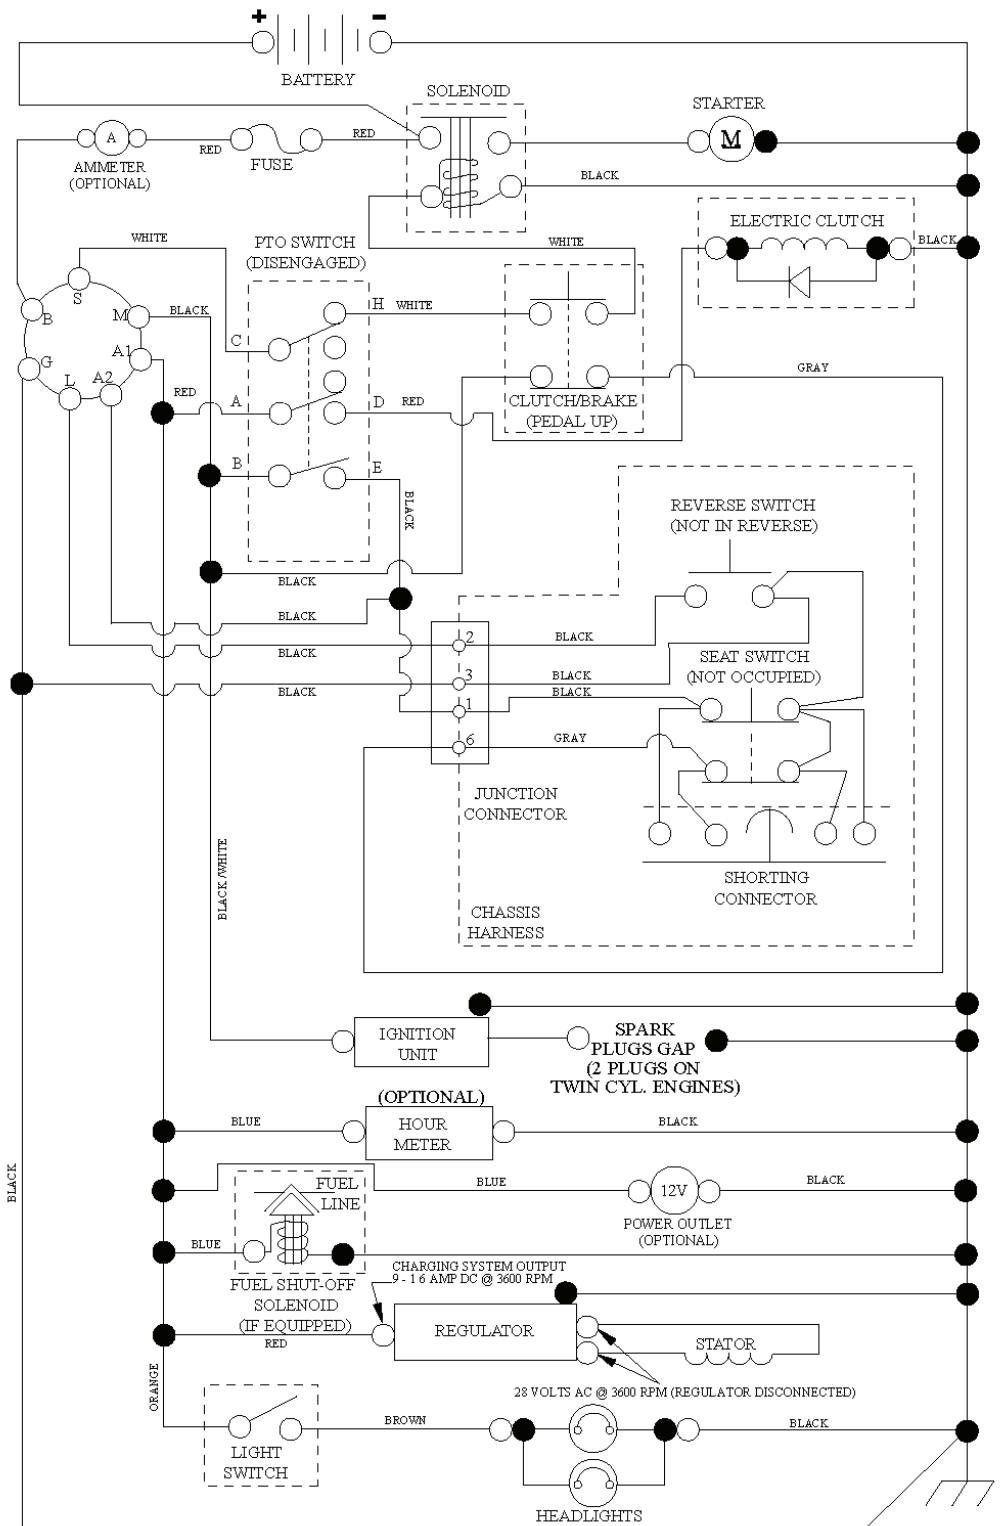 + -
BATTERY
SOLENOID
STARTER
M
A
AMMETER
(OPTIONAL)
RED
FUSE
RED
BLACK
ELECTRIC CLUTCH
BLACK
WHITE
PTO SWITCH
(DISENGAGED)
WHITE
S
B
M
BLACK
G
A1
L
A2
C
H
WHITE
RED
A
D
RED
B
E
BLACK
CLUTCH/BRAKE
(PEDAL UP)
GRAY
REVERSE SWITCH
(NOT IN REVERSE)
BLACK
BLACK
BLACK
BLACK
2
BLACK
3
BLACK
1
BLACK
6
GRAY
SEAT SWITCH
(NOT OCCUPIED)
JUNCTION
CONNECTOR
SHORTING
CONNECTOR
CHASSIS
HARNESS
BLACK/WHITE
IGNITION
UNIT
SPARK
PLUGS GAP
(2 PLUGS ON
TWIN CYL. ENGINES)
(OPTIONAL)
HOUR
METER
BLUE
BLACK
BLACK
FUEL
LINE
BLUE
12V
BLACK
POWER OUTLET
(OPTIONAL)
BLUE
FUEL SHUT-OFF
SOLENOID
(IF EQUIPPED)
RED
CHARGING SYSTEM OUTPUT
9 - 1 6 AMP DC @ 3600 RPM
REGULATOR
STATOR
28 VOLTS AC @ 3600 RPM (REGULATOR DISCONNECTED)
ORANGE
LIGHT
SWITCH
BROWN
BLACK
HEADLIGHTS